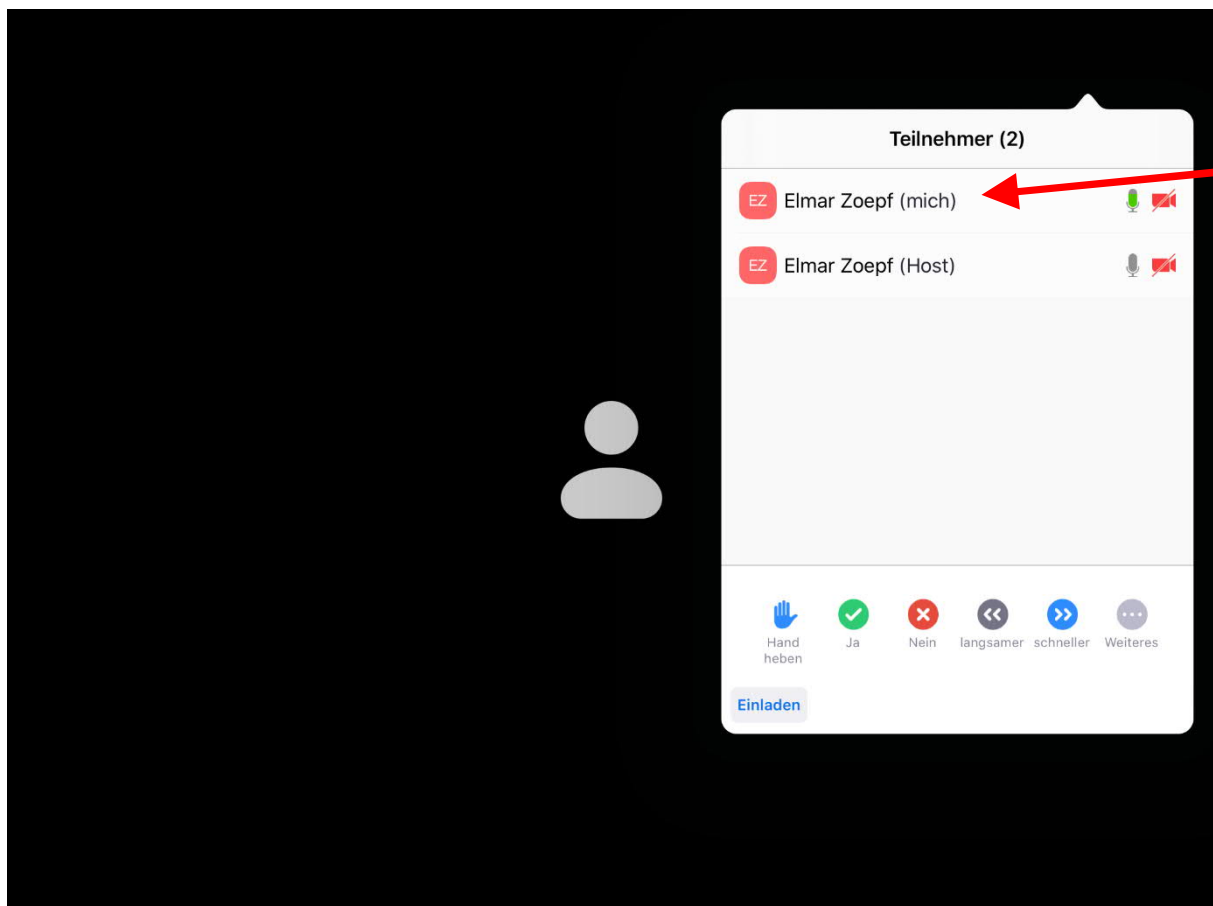 Teilnehmer (2)
EZ Elmar Zoepf (mich)
EZ Elmar Zoepf (Host)
Hand heben
Ja
Nein
langsamer
schneller
Weiteres
Einladen